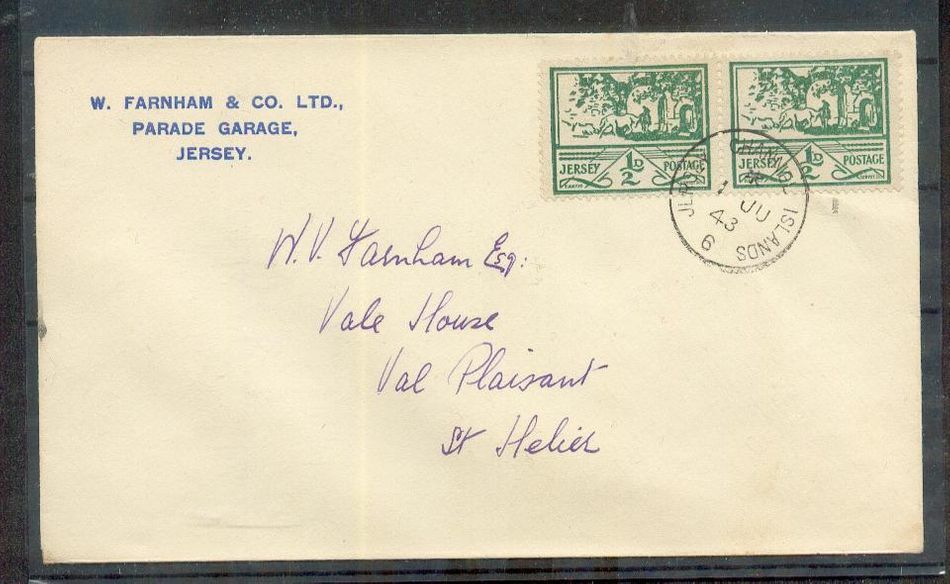 W. FARNHAM & CO. LTD.,
PARADE GARAGE,
JERSEY.
JERSEY ½D POSTAGE
JERSEY ½D POSTAGE
JERSEY CHANNEL ISLANDS
1 JU
43
6
W. V. Farnham Esq:
Vale House
Val Plaisant
St Helier